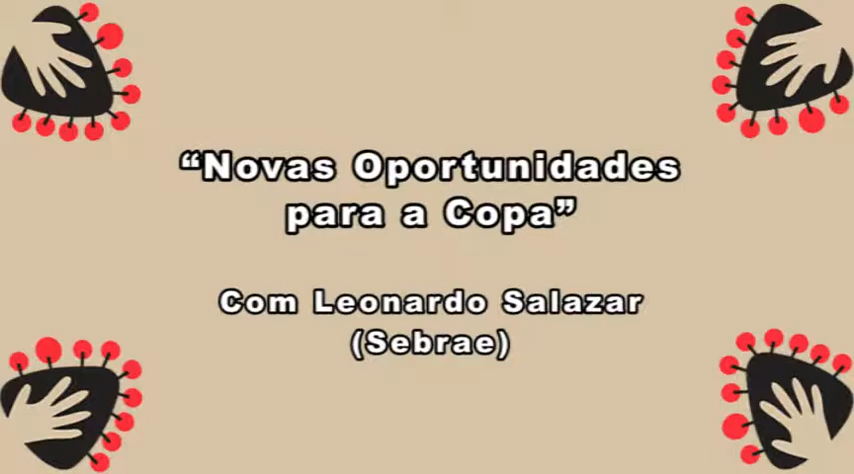 “Novas Oportunidades
para a Copa”
Com Leonardo Salazar
(Sebrae)